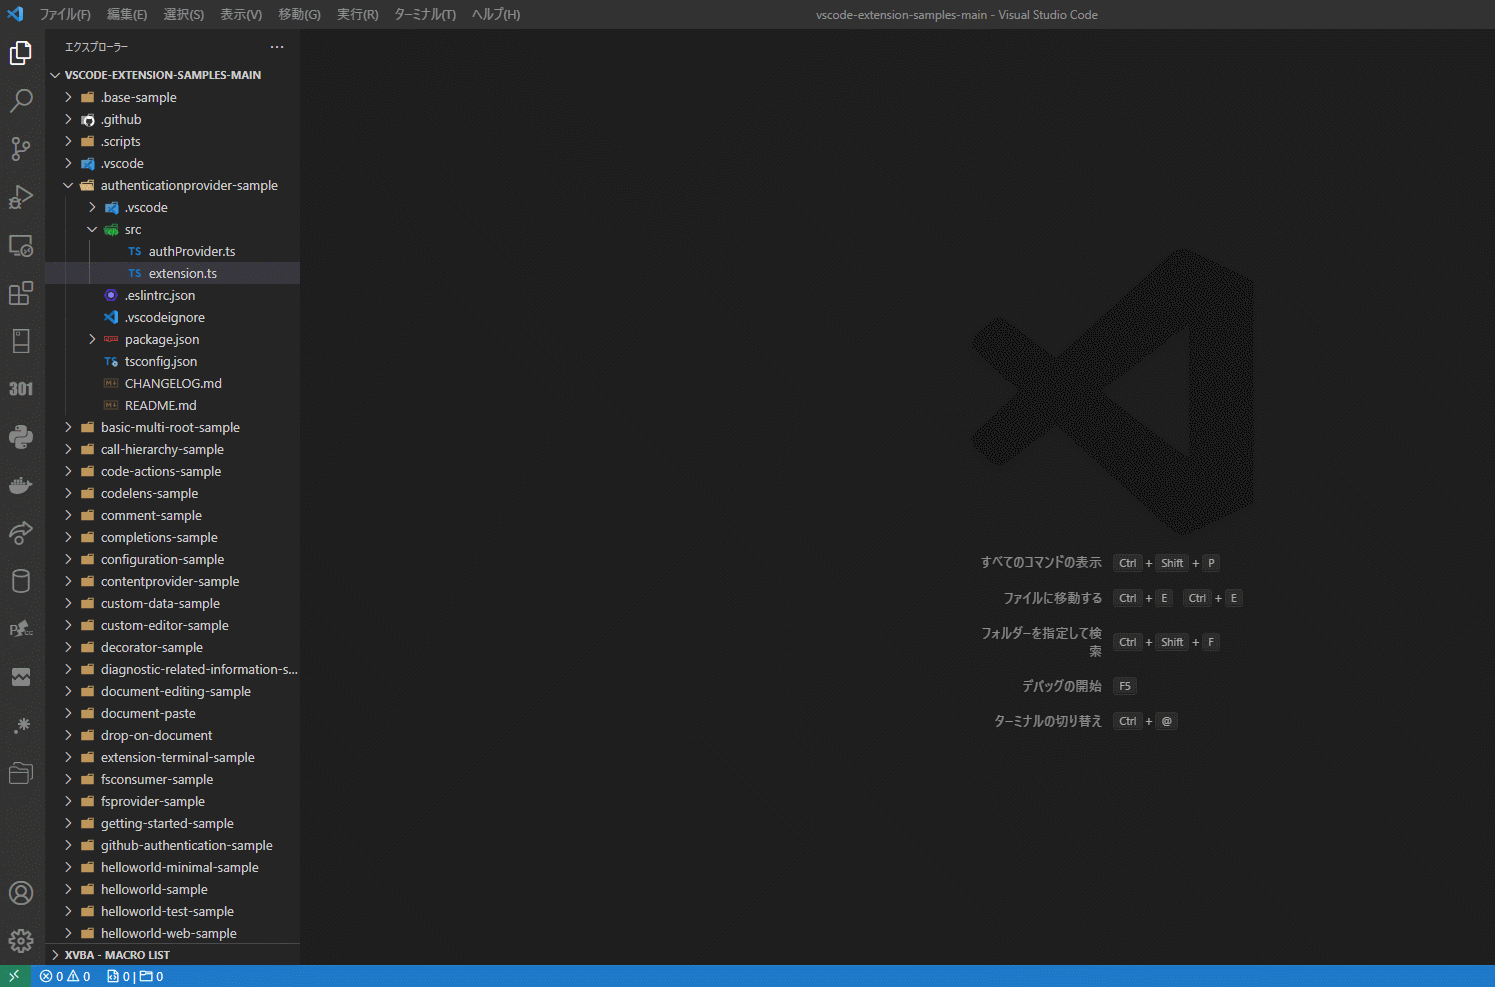 ファイル(F) 編集(E) 選択(S) 表示(V) 移動(G) 実行(R) ターミナル(T) ヘルプ(H) vscode-extension-samples-main - Visual Studio Code
エクスプローラー ...
VSCODE-EXTENSION-SAMPLES-MAIN
.base-sample
.github
.scripts
.vscode
authenticationprovider-sample
.vscode
src
TS authProvider.ts
TS extension.ts
.eslintrc.json
.vscodeignore
package.json
TS tsconfig.json
CHANGELOG.md
README.md
basic-multi-root-sample
call-hierarchy-sample
code-actions-sample
codelens-sample
comment-sample
completions-sample
configuration-sample
contentprovider-sample
custom-data-sample
custom-editor-sample
decorator-sample
diagnostic-related-information-s...
document-editing-sample
document-paste
drop-on-document
extension-terminal-sample
fsconsumer-sample
fsprovider-sample
getting-started-sample
github-authentication-sample
helloworld-minimal-sample
helloworld-sample
helloworld-test-sample
helloworld-web-sample
XVBA - MACRO LIST
301
すべてのコマンドの表示 Ctrl + Shift + P
ファイルに移動する Ctrl + E Ctrl + E
フォルダーを指定して検
索 Ctrl + Shift + F
デバッグの開始 F5
ターミナルの切り替え Ctrl + @
0 0 0 | 0